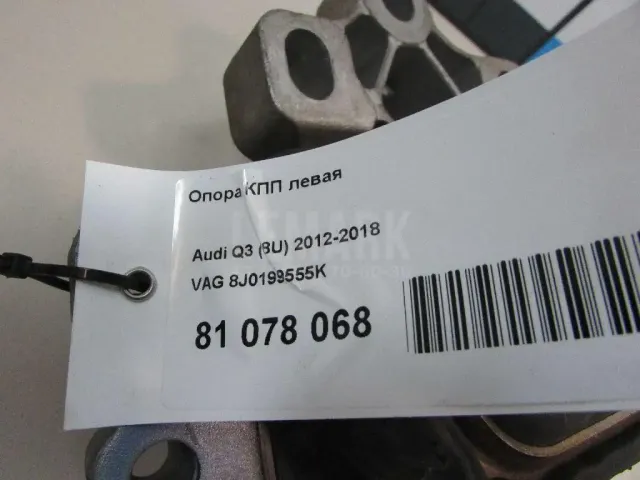 Опора КПП левая
Audi Q3 (8U) 2012-2018
VAG 8J0199555K
81 078 068